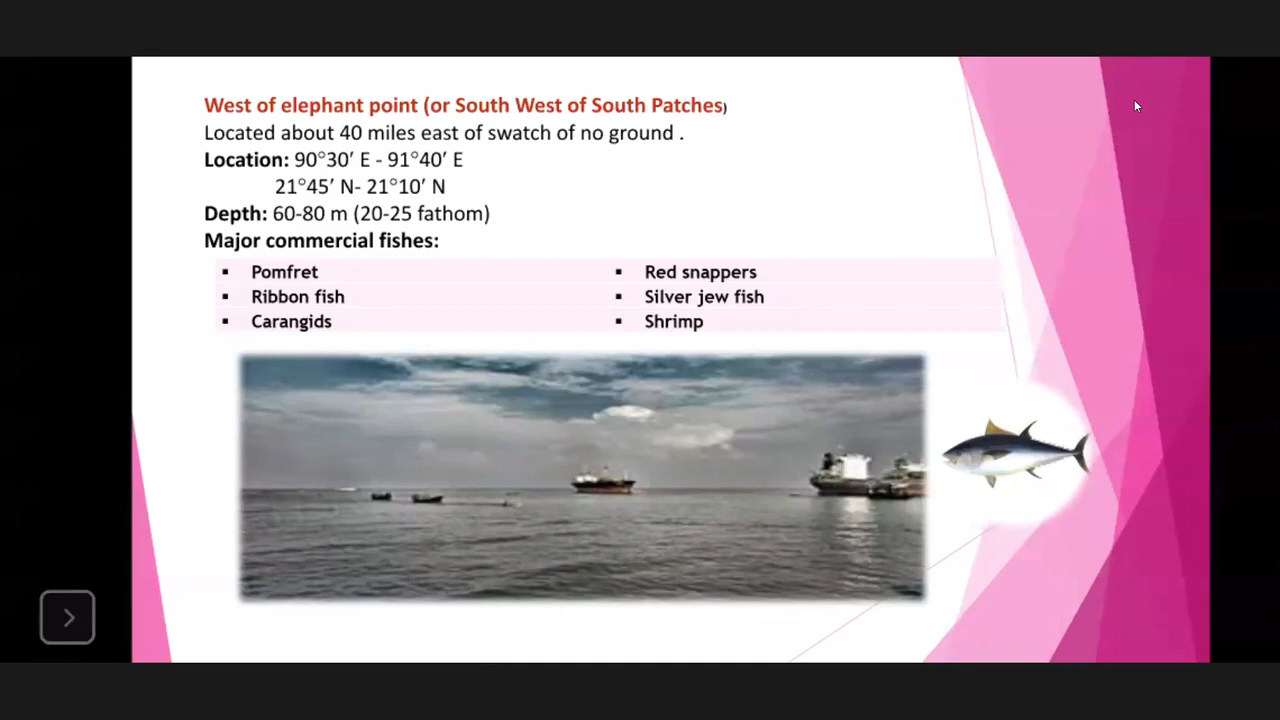 West of elephant point (or South West of South Patches)
Located about 40 miles east of swatch of no ground .
Location: 90°30′ E - 91°40′ E
21°45′ N- 21°10′ N
Depth: 60-80 m (20-25 fathom)
Major commercial fishes:
▪ Pomfret ▪ Red snappers
▪ Ribbon fish ▪ Silver jew fish
▪ Carangids ▪ Shrimp